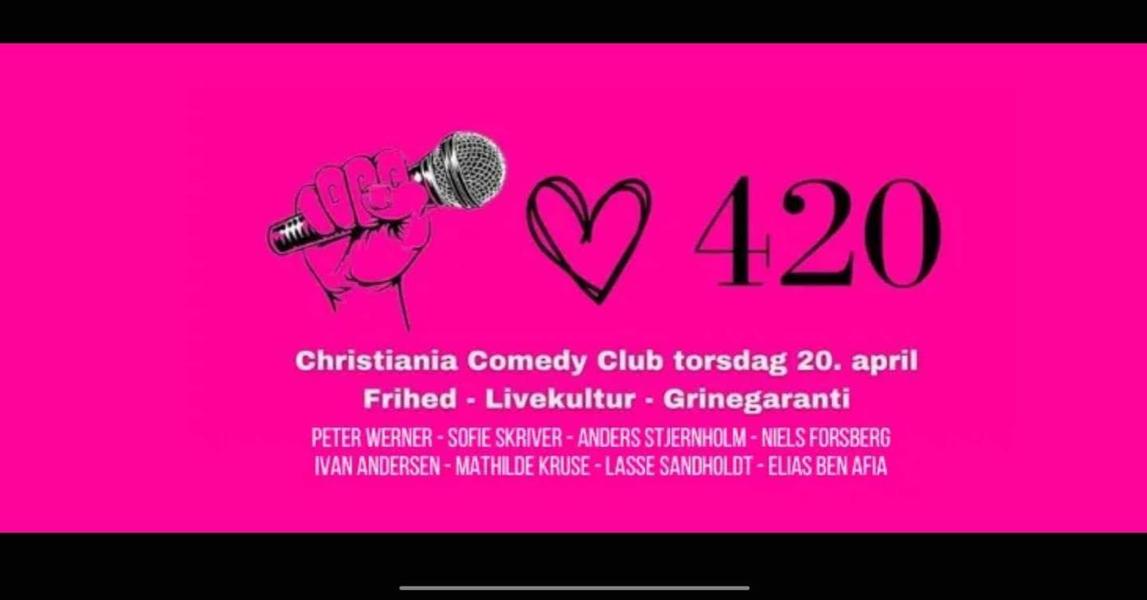 420
Christiania Comedy Club torsdag 20. april
Frihed - Livekultur - Grinegaranti
PETER WERNER - SOFIE SKRIVER - ANDERS STJERNHOLM - NIELS FORSBERG
IVAN ANDERSEN - MATHILDE KRUSE - LASSE SANDHOLDT - ELIAS BEN AFIA